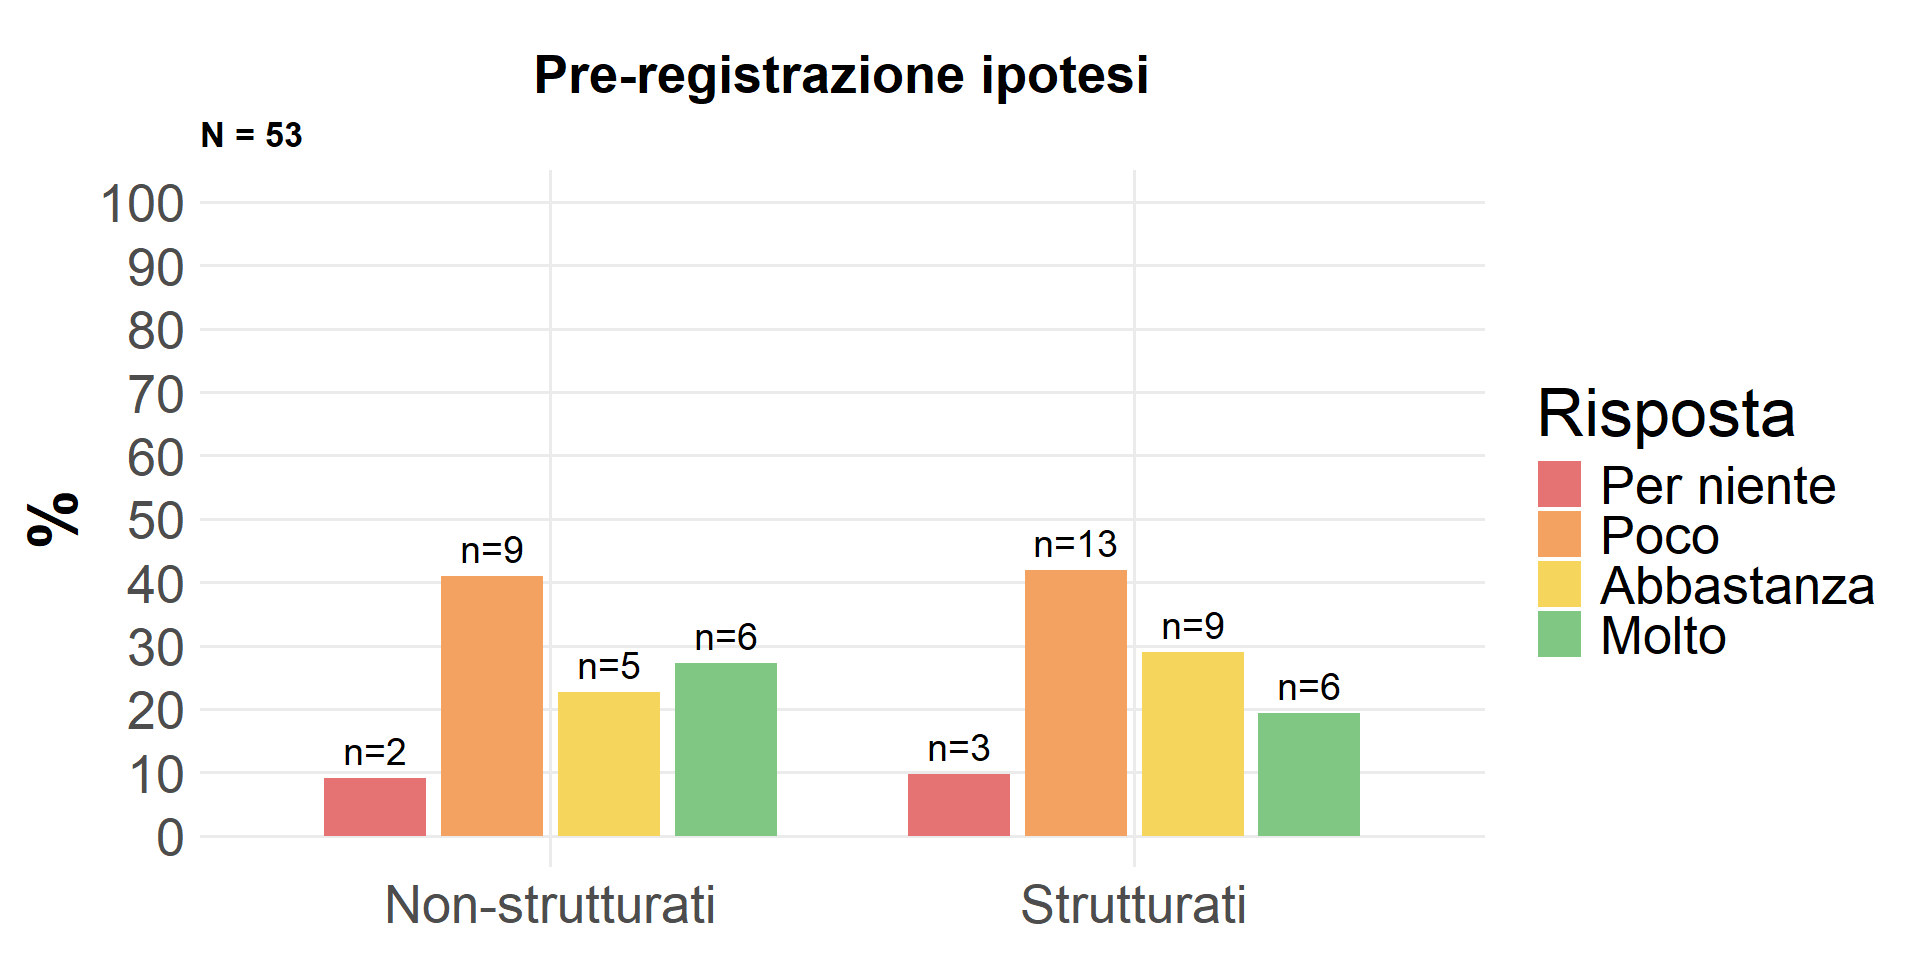 Pre-registrazione ipotesi
N = 53
100
90
80
70
60
50
40
30
20
10
0
%
n=2
n=9
n=5
n=6
n=3
n=13
n=9
n=6
Non-strutturati
Strutturati
Risposta
Per niente
Poco
Abbastanza
Molto